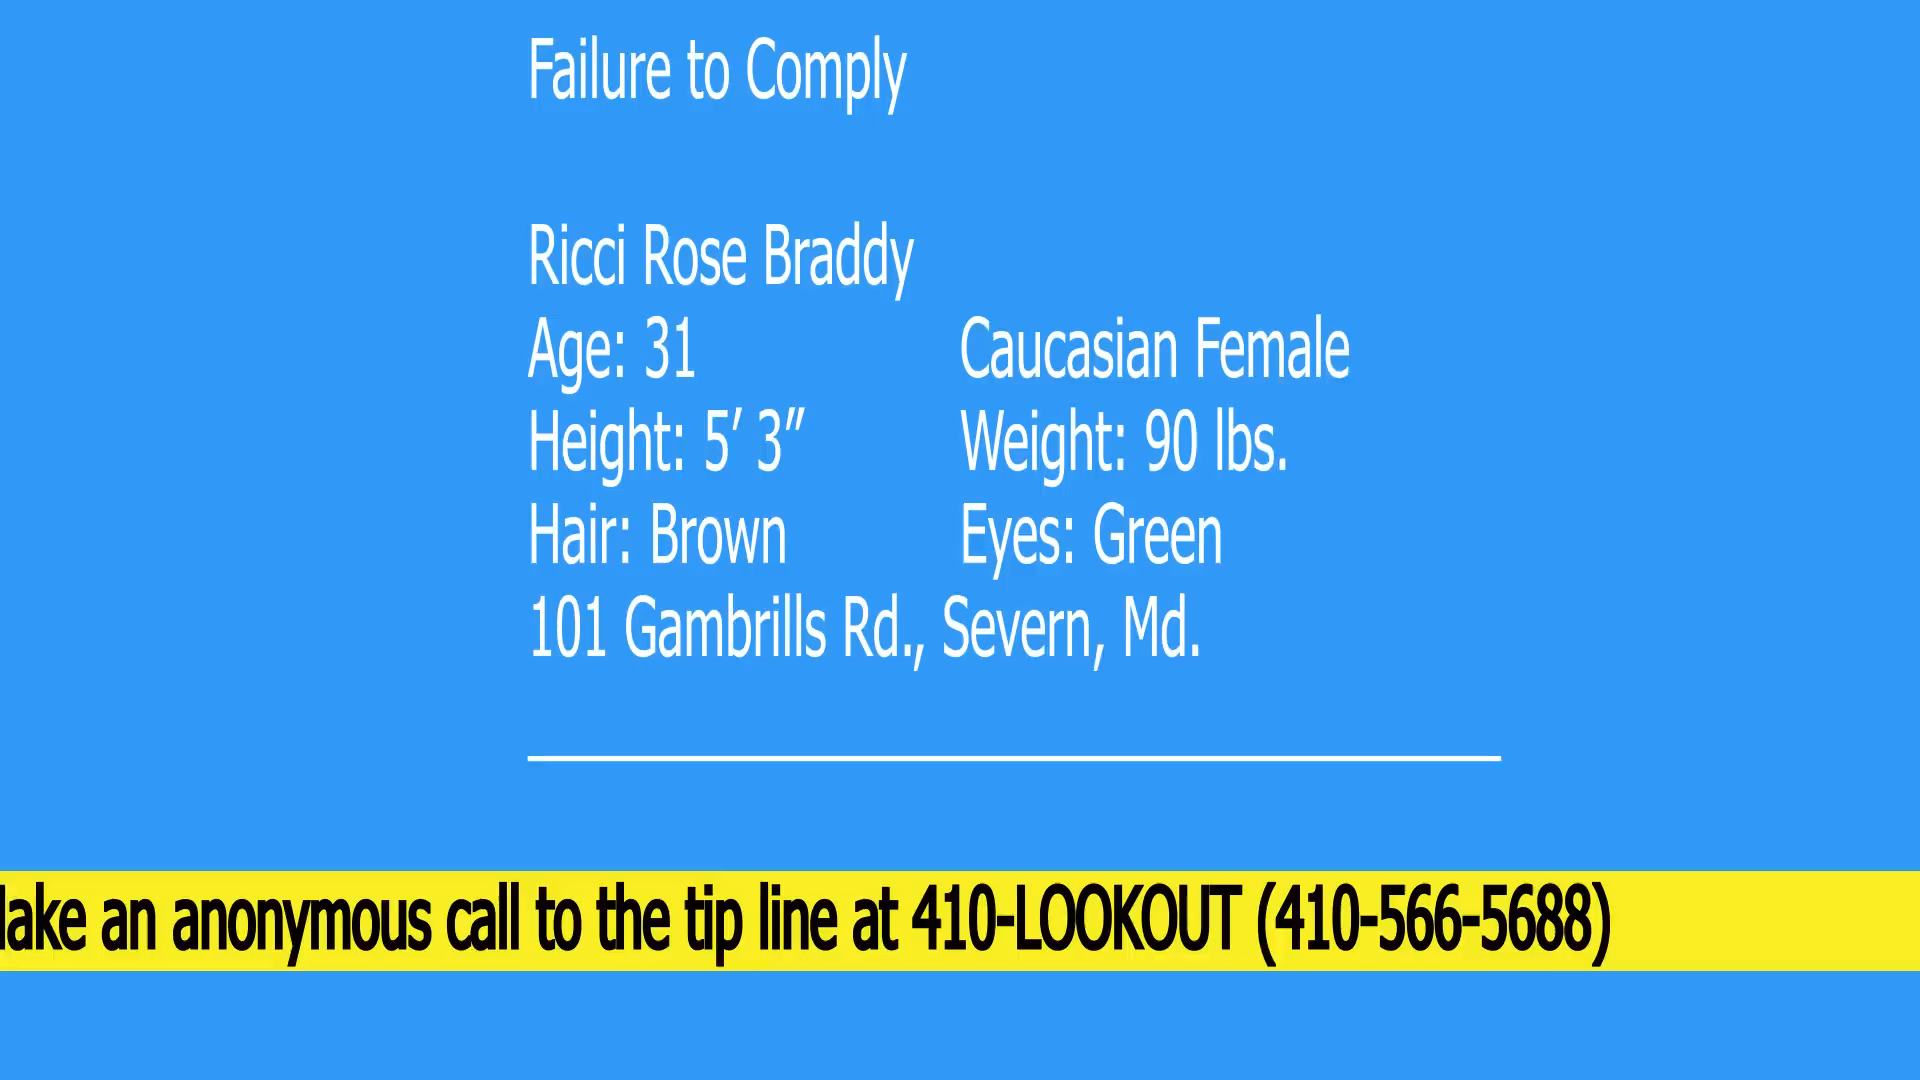 Failure to Comply
Ricci Rose Braddy
Age: 31 Caucasian Female
Height: 5’ 3” Weight: 90 lbs.
Hair: Brown Eyes: Green
101 Gambrills Rd., Severn, Md.
an anonymous call to the tip line at 410-LOOKOUT (410-566-5688)